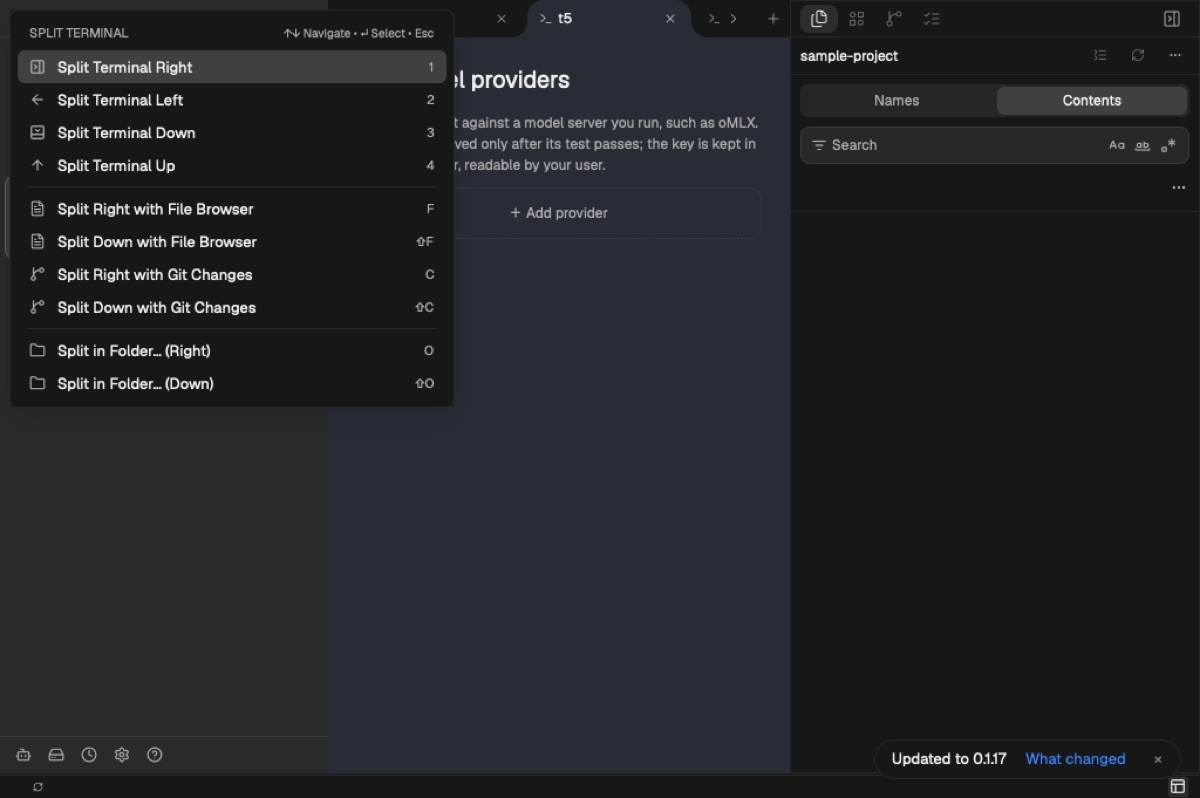 SPLIT TERMINAL
↑↓ Navigate • ↵ Select • Esc
Split Terminal Right 1
Split Terminal Left 2
Split Terminal Down 3
Split Terminal Up 4
Split Right with File Browser F
Split Down with File Browser ⇧F
Split Right with Git Changes C
Split Down with Git Changes ⇧C
Split in Folder... (Right) O
Split in Folder... (Down) ⇧O
t5
el providers
t against a model server you run, such as oMLX.
ved only after its test passes; the key is kept in
r, readable by your user.
+ Add provider
sample-project
Names
Contents
Search
Aa ab .*
Updated to 0.1.17 What changed